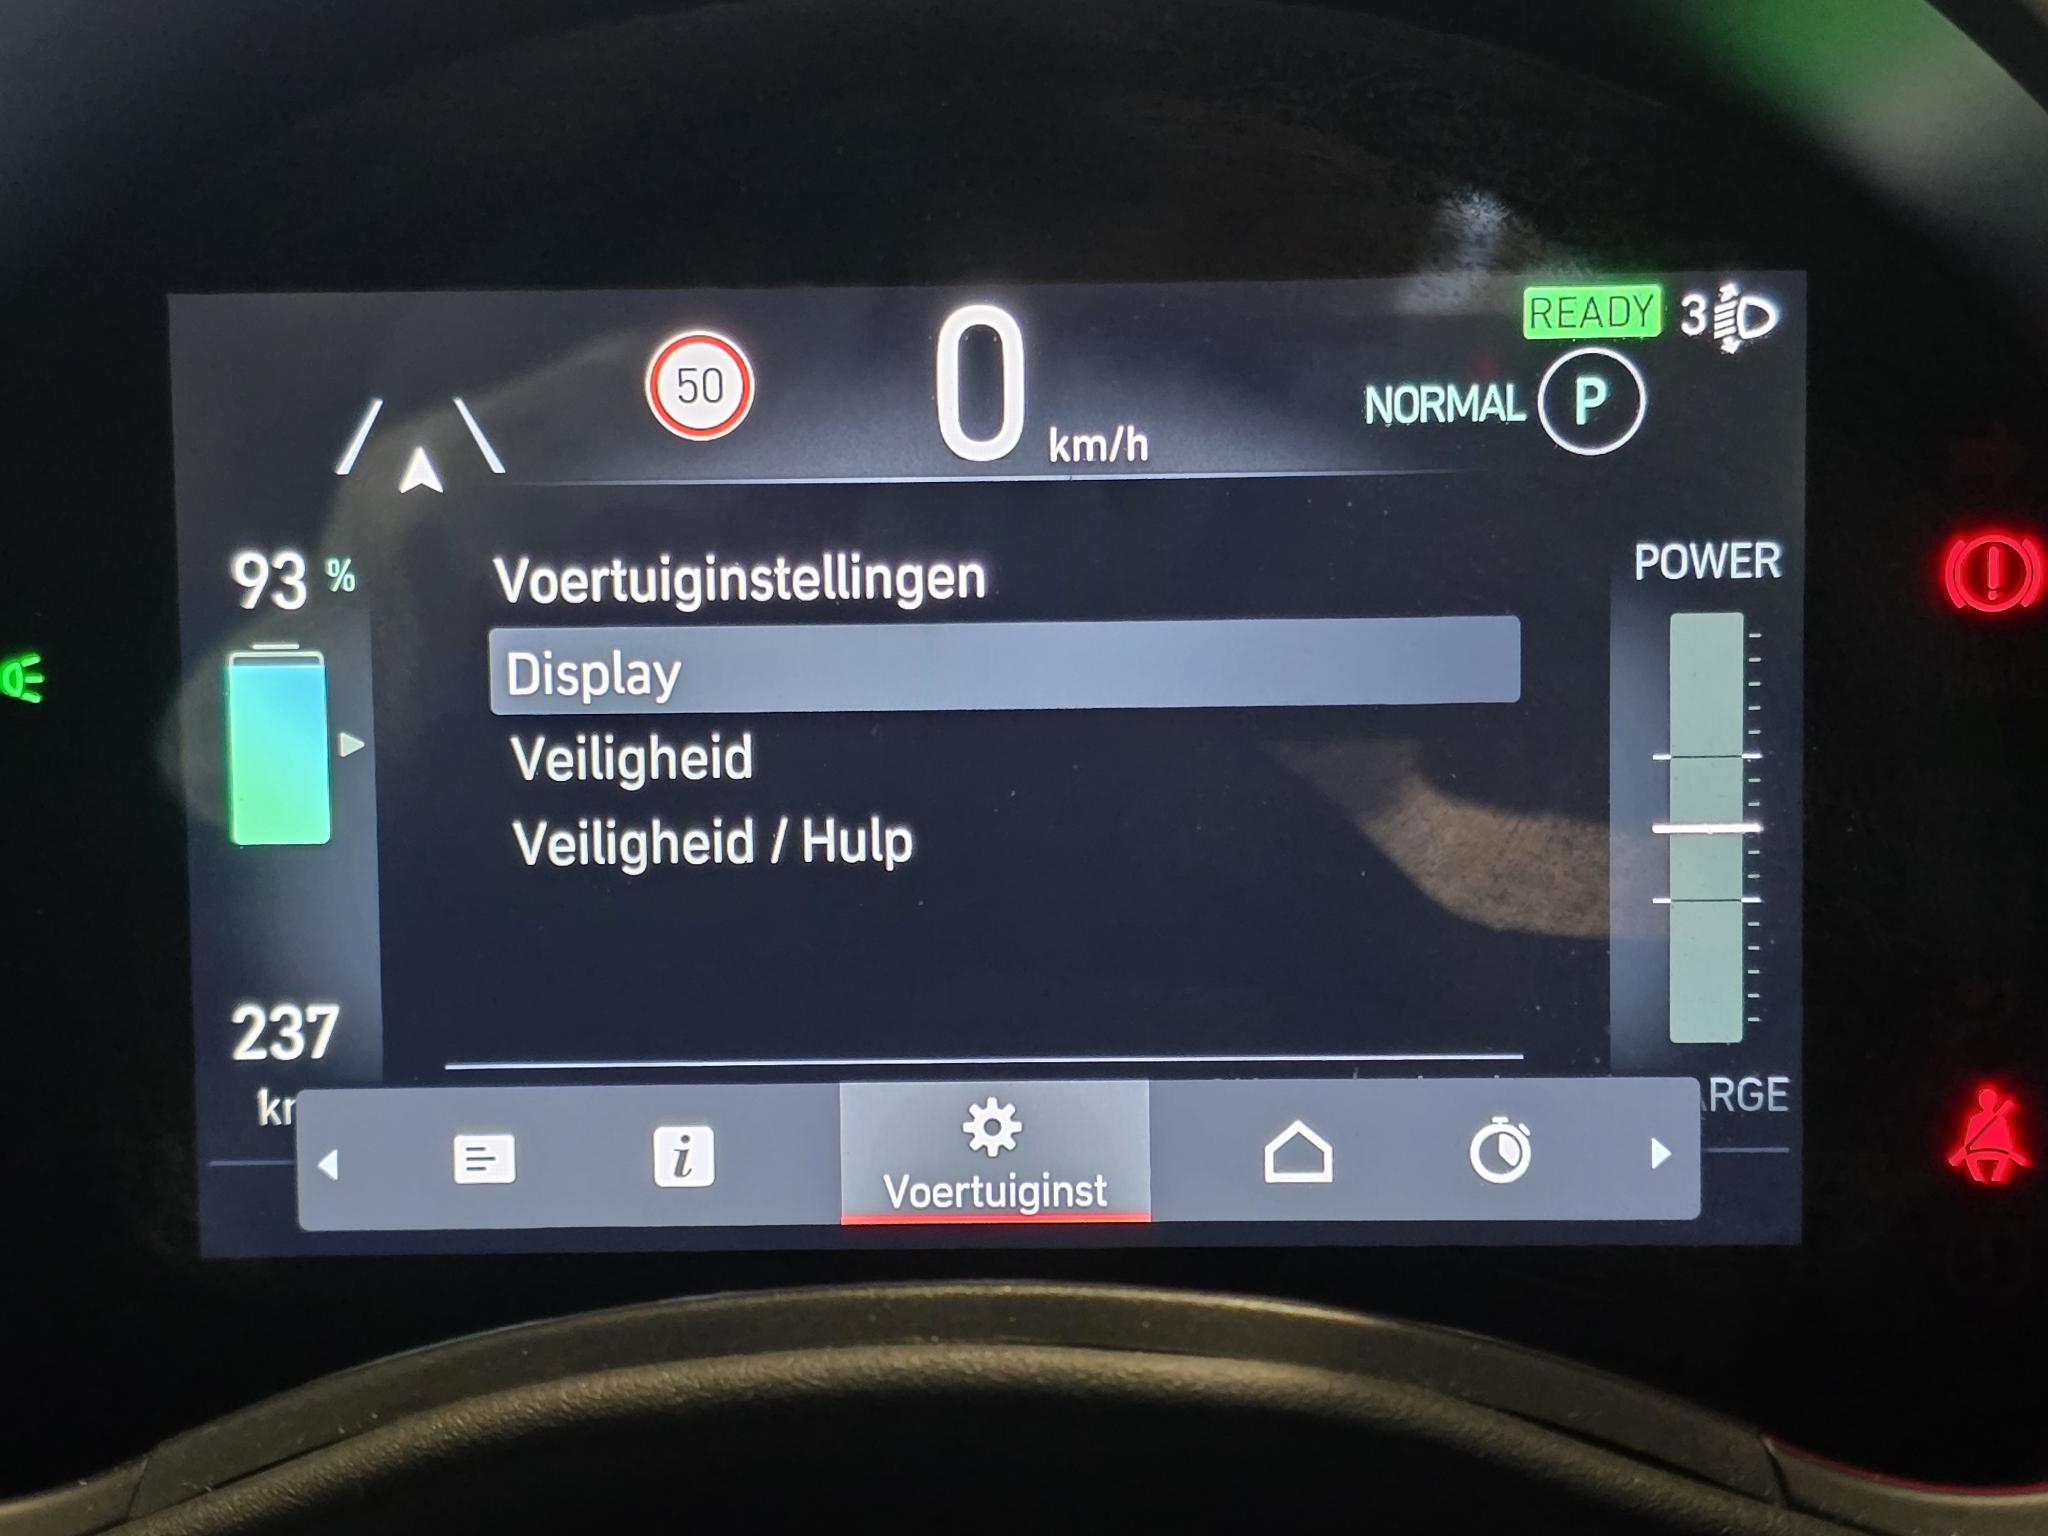 READY 3
50 0 km/h NORMAL P
93 %
POWER
Voertuiginstellingen
Display
Veiligheid
Veiligheid / Hulp
237
i
Voertuiginst